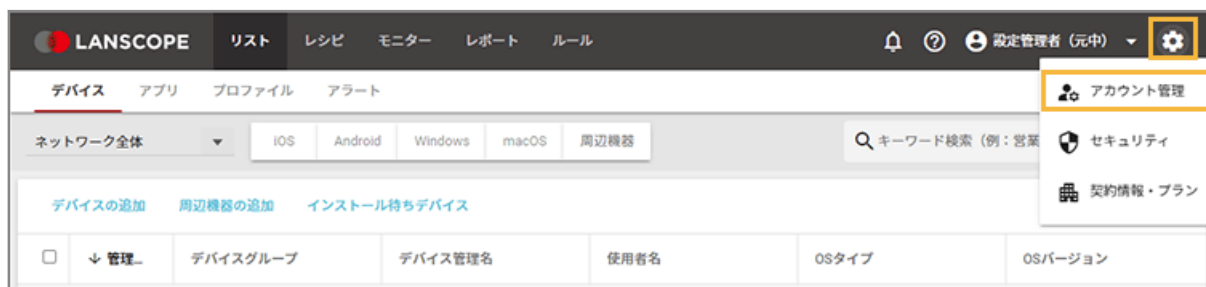 LANSCOPE リスト レシピ モニター レポート ルール 設定管理者（元中）
デバイス アプリ プロファイル アラート
アカウント管理
ネットワーク全体 iOS Android Windows macOS 周辺機器 キーワード検索（例：営業
セキュリティ
契約情報・プラン
デバイスの追加 周辺機器の追加 インストール待ちデバイス
管理... デバイスグループ デバイス管理名 使用者名 OSタイプ OSバージョン